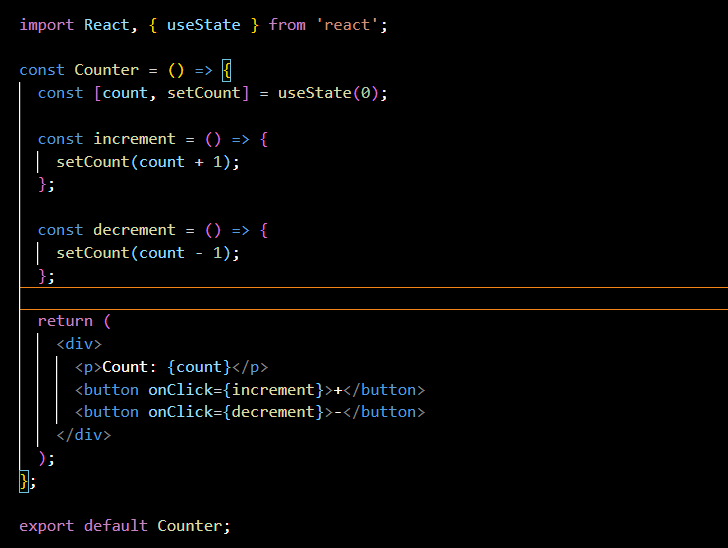 import React, { useState } from 'react';

const Counter = () => {
  const [count, setCount] = useState(0);

  const increment = () => {
    setCount(count + 1);
  };

  const decrement = () => {
    setCount(count - 1);
  };

  return (
    <div>
      <p>Count: {count}</p>
      <button onClick={increment}>+</button>
      <button onClick={decrement}>-</button>
    </div>
  );
};

export default Counter;